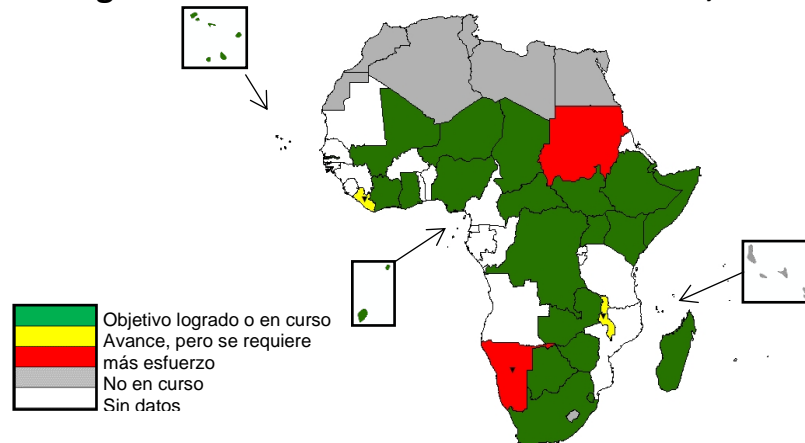 Objetivo logrado o en curso
Avance, pero se requiere
más esfuerzo
No en curso
Sin datos